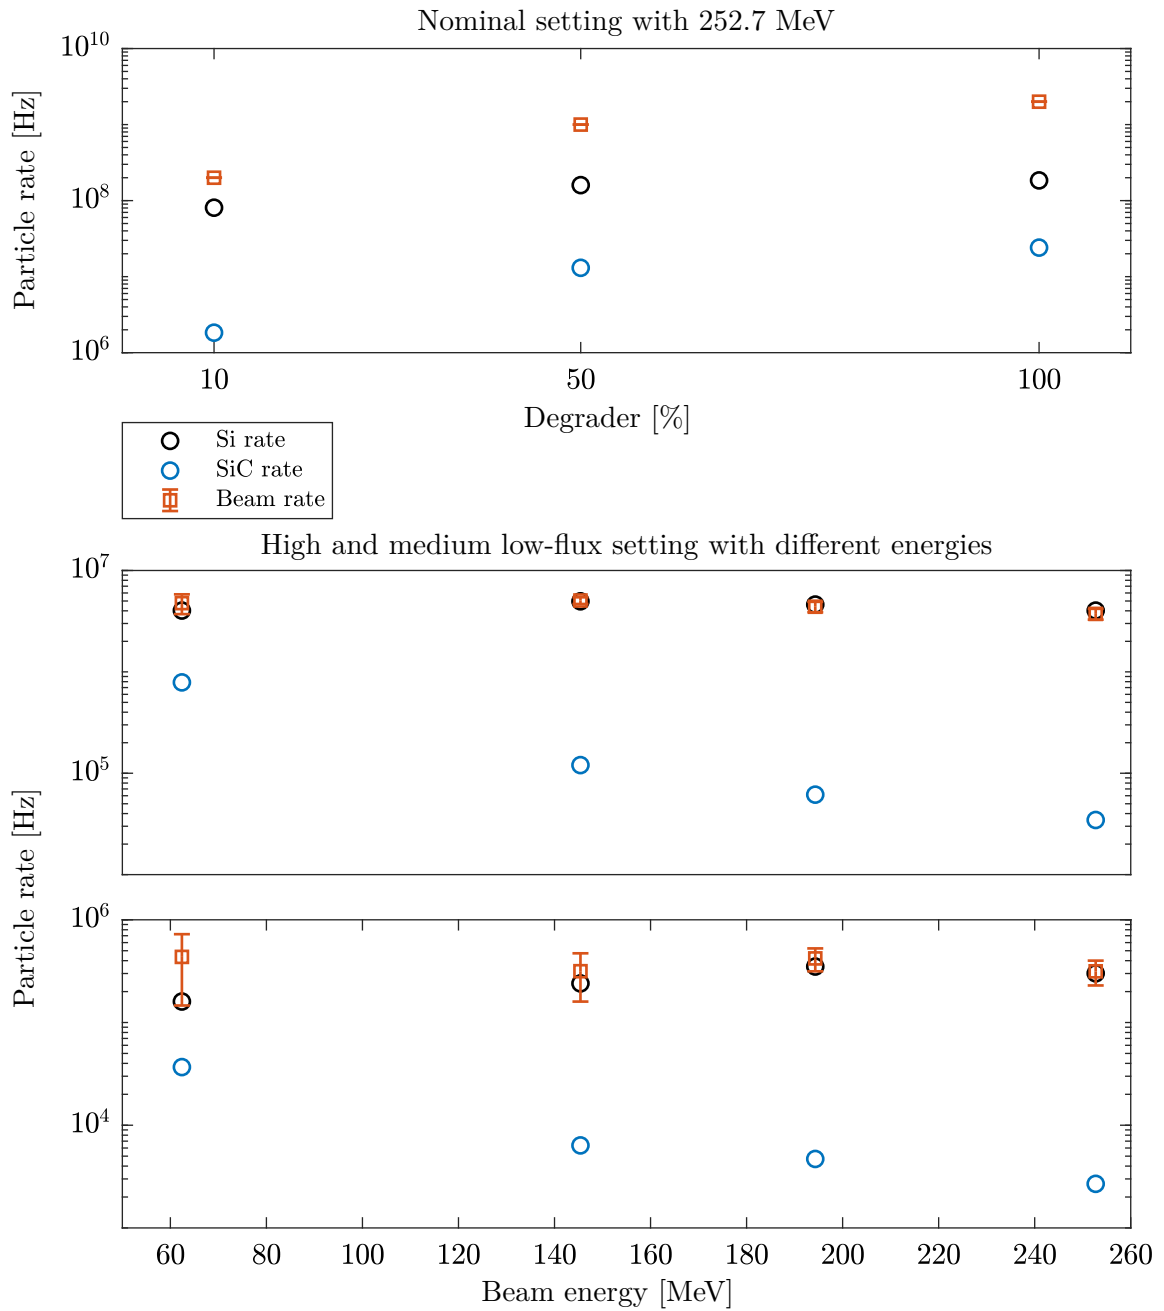 Nominal setting with 252.7 MeV
10^10
10^8
10^6
Particle rate [Hz]
10 50 100
Degrader [%]
Si rate
SiC rate
Beam rate
High and medium low-flux setting with different energies
10^7
10^5
Particle rate [Hz]
10^6
10^4
60 80 100 120 140 160 180 200 220 240 260
Beam energy [MeV]